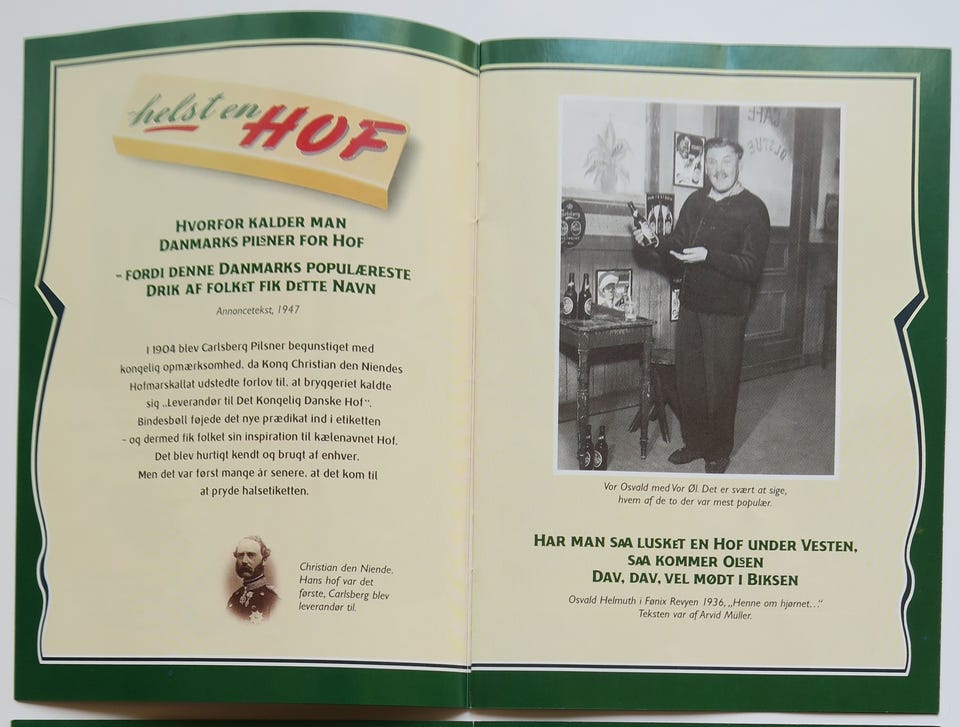 helst en HOF
HVORFOR KALDER MAN
DANMARKS PILSNER FOR HOF
– FORDI DENNE DANMARKS POPULÆRESTE
DRIK AF FOLKET FIK DETTE NAVN
Annoncetekst, 1947
I 1904 blev Carlsberg Pilsner begunstiget med
kongelig opmærksomhed, da Kong Christian den Niendes
Hofmarskallat udstedte forlov til, at bryggeriet kaldte
sig „Leverandør til Det Kongelig Danske Hof“.
Bindesbøll føjede det nye prædikat ind i etiketten
– og dermed fik folket sin inspiration til kælenavnet Hof.
Det blev hurtigt kendt og brugt af enhver.
Men det var først mange år senere, at det kom til
at pryde halsetiketten.
Christian den Niende.
Hans hof var det
første, Carlsberg blev
leverandør til.
CAFE
ØLSTUE
Carlsberg
Vor Osvald med Vor Øl. Det er svært at sige,
hvem af de to der var mest populær.
HAR MAN SAA LUSKET EN HOF UNDER VESTEN,
SAA KOMMER OLSEN
DAV, DAV, VEL MØDT I BIKSEN
Osvald Helmuth i Fønix Revyen 1936, „Henne om hjørnet...“
Teksten var af Arvid Müller.